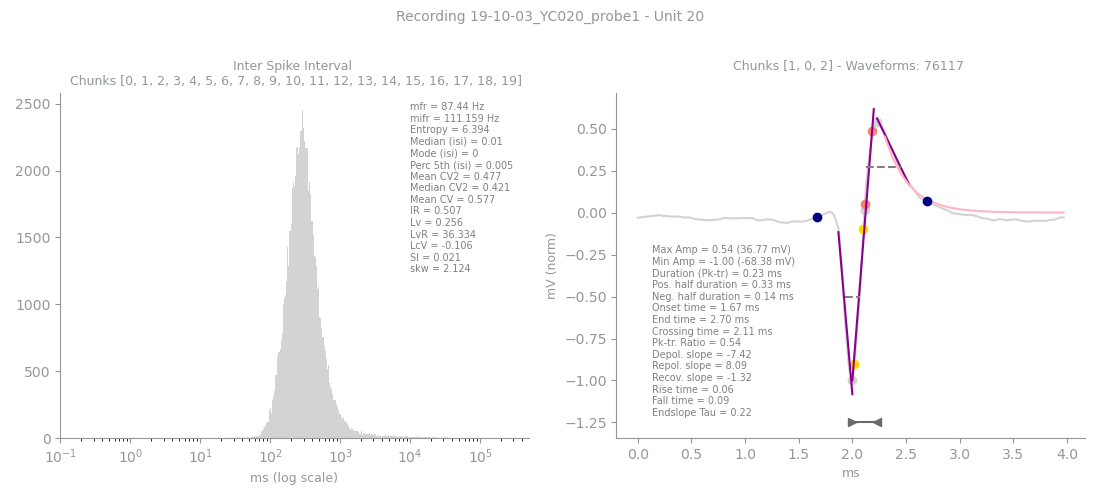 Recording 19-10-03_YC020_probe1 - Unit 20
Inter Spike Interval
Chunks [0, 1, 2, 3, 4, 5, 6, 7, 8, 9, 10, 11, 12, 13, 14, 15, 16, 17, 18, 19]
2500
2000
1500
1000
500
0
10⁻¹
10⁰
10¹
10²
10³
10⁴
10⁵
ms (log scale)
mfr = 87.44 Hz
mifr = 111.159 Hz
Entropy = 6.394
Median (isi) = 0.01
Mode (isi) = 0
Perc 5th (isi) = 0.005
Mean CV2 = 0.477
Median CV2 = 0.421
Mean CV = 0.577
IR = 0.507
Lv = 0.256
LvR = 36.334
LcV = -0.106
SI = 0.021
skw = 2.124
Chunks [1, 0, 2] - Waveforms: 76117
mV (norm)
0.50
0.25
0.00
−0.25
−0.50
−0.75
−1.00
−1.25
Max Amp = 0.54 (36.77 mV)
Min Amp = -1.00 (-68.38 mV)
Duration (Pk-tr) = 0.23 ms
Pos. half duration = 0.33 ms
Neg. half duration = 0.14 ms
Onset time = 1.67 ms
End time = 2.70 ms
Crossing time = 2.11 ms
Pk-tr. Ratio = 0.54
Depol. slope = -7.42
Repol. slope = 8.09
Recov. slope = -1.32
Rise time = 0.06
Fall time = 0.09
Endslope Tau = 0.22
0.0
0.5
1.0
1.5
2.0
2.5
3.0
3.5
4.0
ms